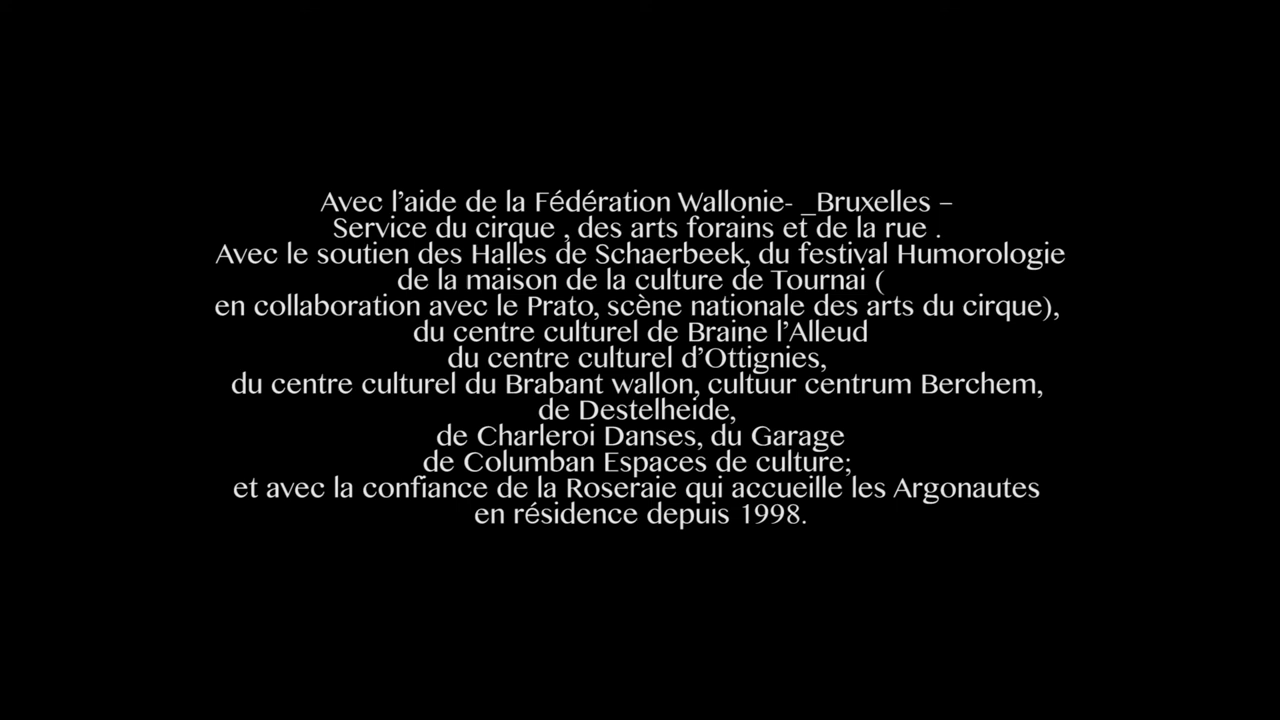 Avec l’aide de la Fédération Wallonie- _Bruxelles –
Service du cirque , des arts forains et de la rue .
Avec le soutien des Halles de Schaerbeek, du festival Humorologie
de la maison de la culture de Tournai (
en collaboration avec le Prato, scène nationale des arts du cirque),
du centre culturel de Braine l’Alleud
du centre culturel d’Ottignies,
du centre culturel du Brabant wallon, cultuur centrum Berchem,
de Destelheide,
de Charleroi Danses, du Garage
de Columban Espaces de culture;
et avec la confiance de la Roseraie qui accueille les Argonautes
en résidence depuis 1998.